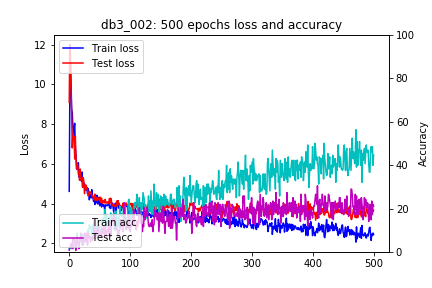 db3_002: 500 epochs loss and accuracy
12
10
8
6
4
2
Loss
Train loss
Test loss
Train acc
Test acc
100
80
60
40
20
0
Accuracy
0
100
200
300
400
500